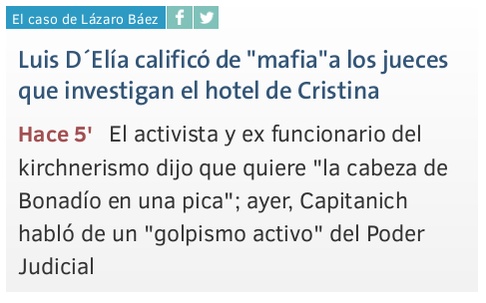 El caso de Lázaro Báez
Luis D´Elía calificó de "mafia"a los jueces
que investigan el hotel de Cristina
Hace 5' El activista y ex funcionario del
kirchnerismo dijo que quiere "la cabeza de
Bonadío en una pica"; ayer, Capitanich
habló de un "golpismo activo" del Poder
Judicial